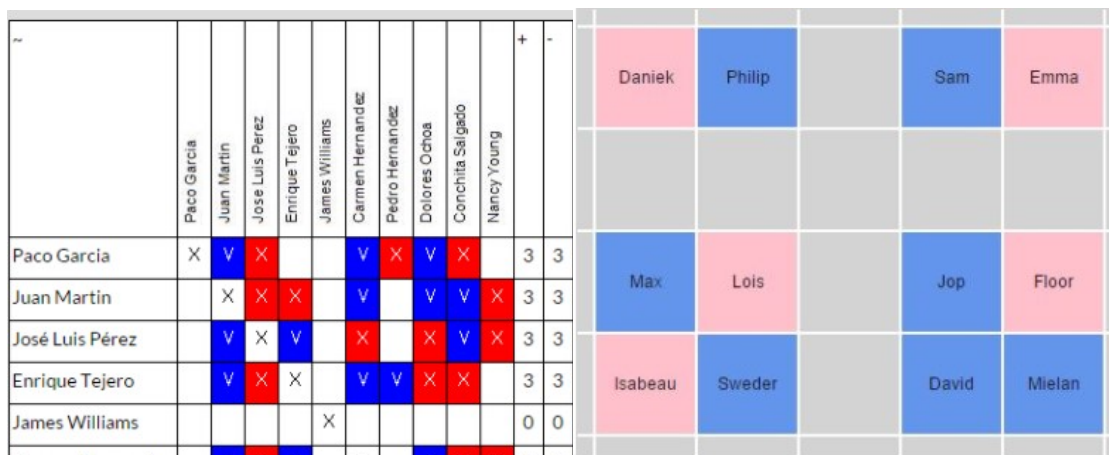 ~ Paco Garcia Juan Martin Jose Luis Perez Enrique Tejero James Williams Carmen Hernandez Pedro Hernandez Dolores Ochoa Conchita Salgado Nancy Young + -
Paco Garcia X V X V X V X 3 3
Juan Martin X X X V V V X 3 3
José Luis Pérez V X V X X V X 3 3
Enrique Tejero V X X V V X X 3 3
James Williams X 0 0
Daniek Philip Sam Emma
Max Lois Jop Floor
Isabeau Sweder David Mielan